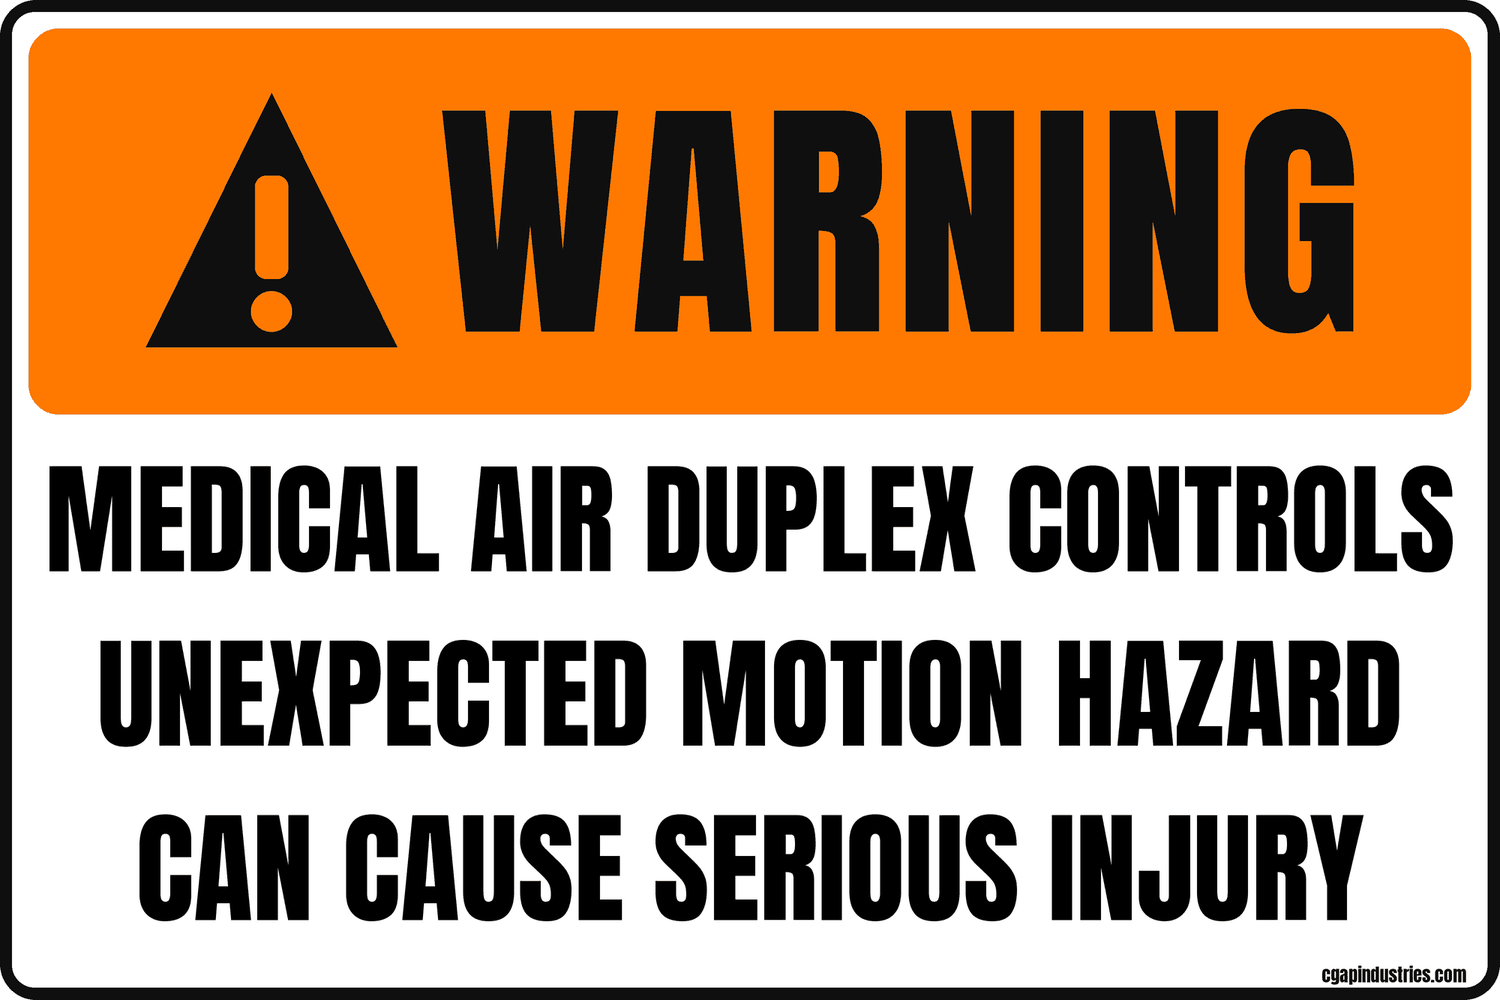 WARNING
MEDICAL AIR DUPLEX CONTROLS
UNEXPECTED MOTION HAZARD
CAN CAUSE SERIOUS INJURY
cgapindustries.com